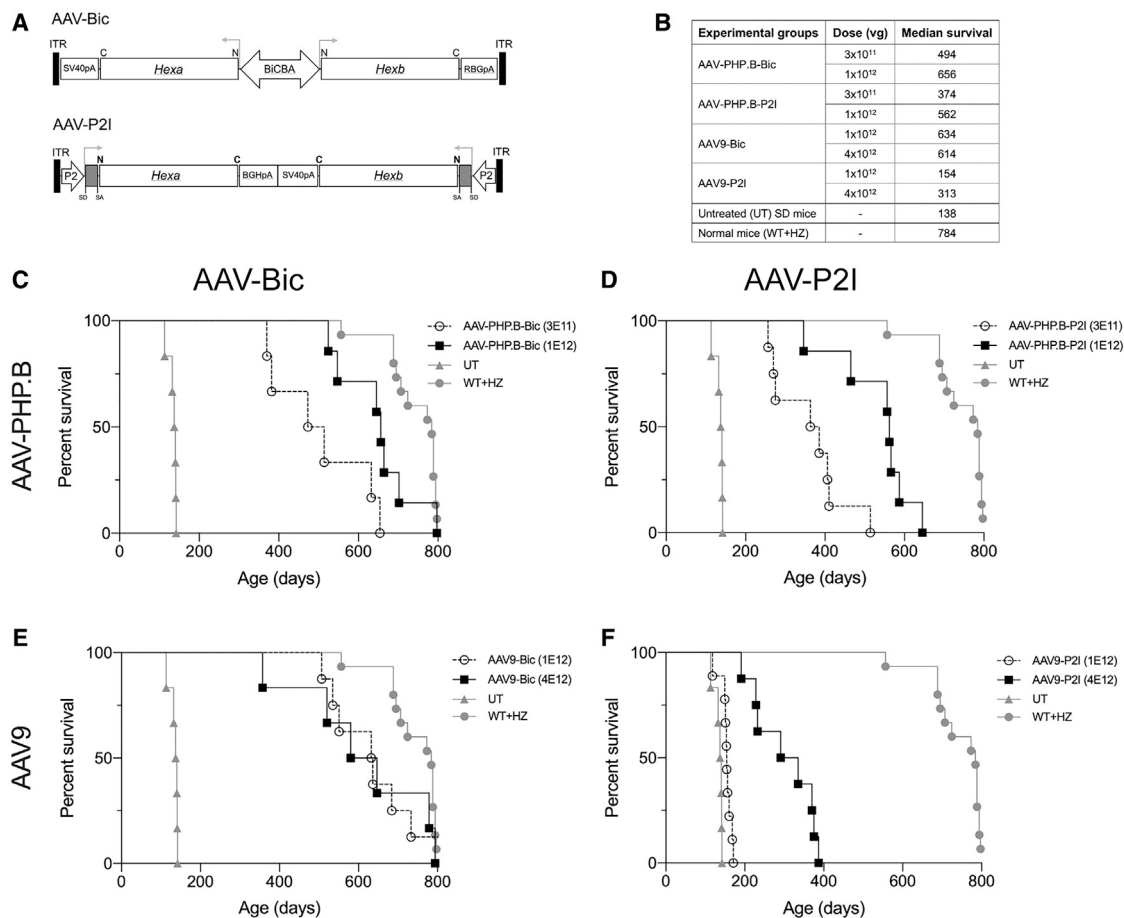 A
AAV-Bic
ITR
C
N
N
C
ITR
SV40pA
Hexa
BiCBA
Hexb
RBGpA
AAV-P2I
ITR
N
C
C
N
ITR
P2
Hexa
BGHpA
SV40pA
Hexb
P2
SD
SA
SA
SD
B
Experimental groups Dose (vg) Median survival
AAV-PHP.B-Bic 3x10¹¹ 494
1x10¹² 656
AAV-PHP.B-P2I 3x10¹¹ 374
1x10¹² 562
AAV9-Bic 1x10¹² 634
4x10¹² 614
AAV9-P2I 1x10¹² 154
4x10¹² 313
Untreated (UT) SD mice - 138
Normal mice (WT+HZ) - 784
AAV-Bic
AAV-P2I
AAV-PHP.B
C
100
50
0
Percent survival
0 200 400 600 800
Age (days)
AAV-PHP.B-Bic (3E11)
AAV-PHP.B-Bic (1E12)
UT
WT+HZ
D
100
50
0
Percent survival
0 200 400 600 800
Age (days)
AAV-PHP.B-P2I (3E11)
AAV-PHP.B-P2I (1E12)
UT
WT+HZ
AAV9
E
100
50
0
Percent survival
0 200 400 600 800
Age (days)
AAV9-Bic (1E12)
AAV9-Bic (4E12)
UT
WT+HZ
F
100
50
0
Percent survival
0 200 400 600 800
Age (days)
AAV9-P2I (1E12)
AAV9-P2I (4E12)
UT
WT+HZ